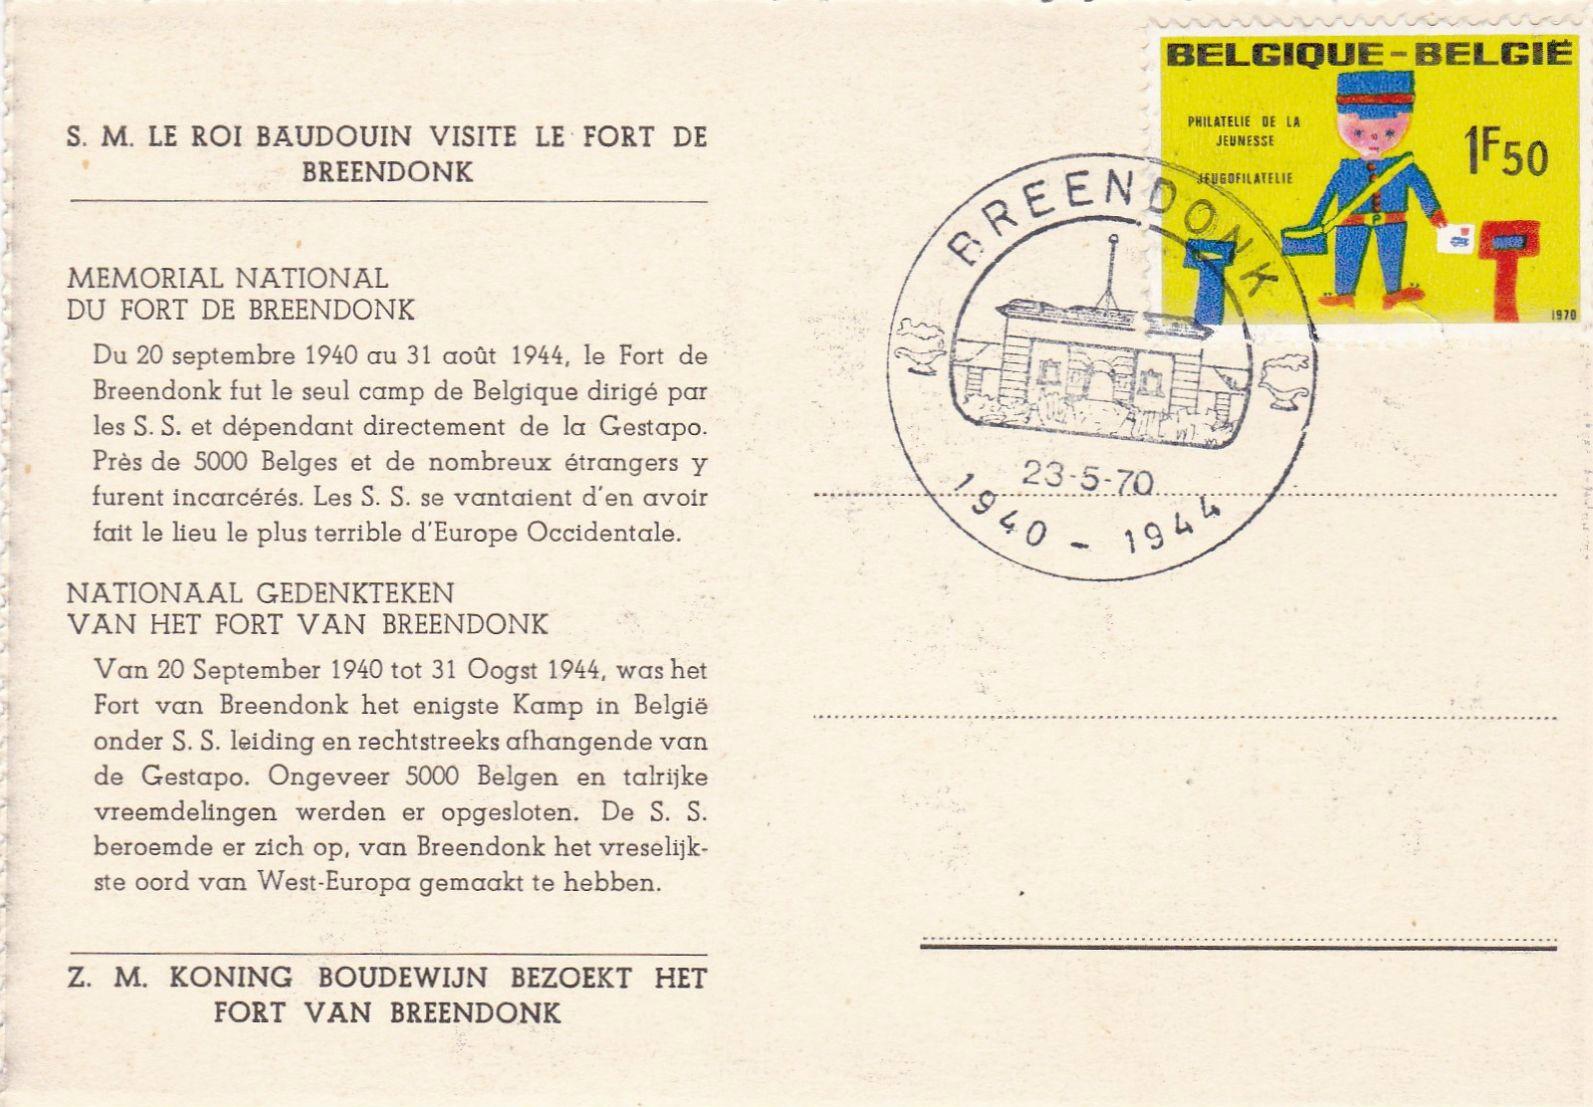 S. M. LE ROI BAUDOUIN VISITE LE FORT DE
BREENDONK
MEMORIAL NATIONAL
DU FORT DE BREENDONK
Du 20 septembre 1940 au 31 août 1944, le Fort de
Breendonk fut le seul camp de Belgique dirigé par
les S. S. et dépendant directement de la Gestapo.
Près de 5000 Belges et de nombreux étrangers y
furent incarcérés. Les S. S. se vantaient d'en avoir
fait le lieu le plus terrible d'Europe Occidentale.
NATIONAAL GEDENKTEKEN
VAN HET FORT VAN BREENDONK
Van 20 September 1940 tot 31 Oogst 1944, was het
Fort van Breendonk het enigste Kamp in België
onder S. S. leiding en rechtstreeks afhangende van
de Gestapo. Ongeveer 5000 Belgen en talrijke
vreemdelingen werden er opgesloten. De S. S.
beroemde er zich op, van Breendonk het vreselijk-
ste oord van West-Europa gemaakt te hebben.
Z. M. KONING BOUDEWIJN BEZOEKT HET
FORT VAN BREENDONK
BELGIQUE-BELGIË
PHILATELIE DE LA
JEUNESSE
JEUGDFILATELIE
1F50
1970
BREENDONK
23-5-70
1940 - 1944